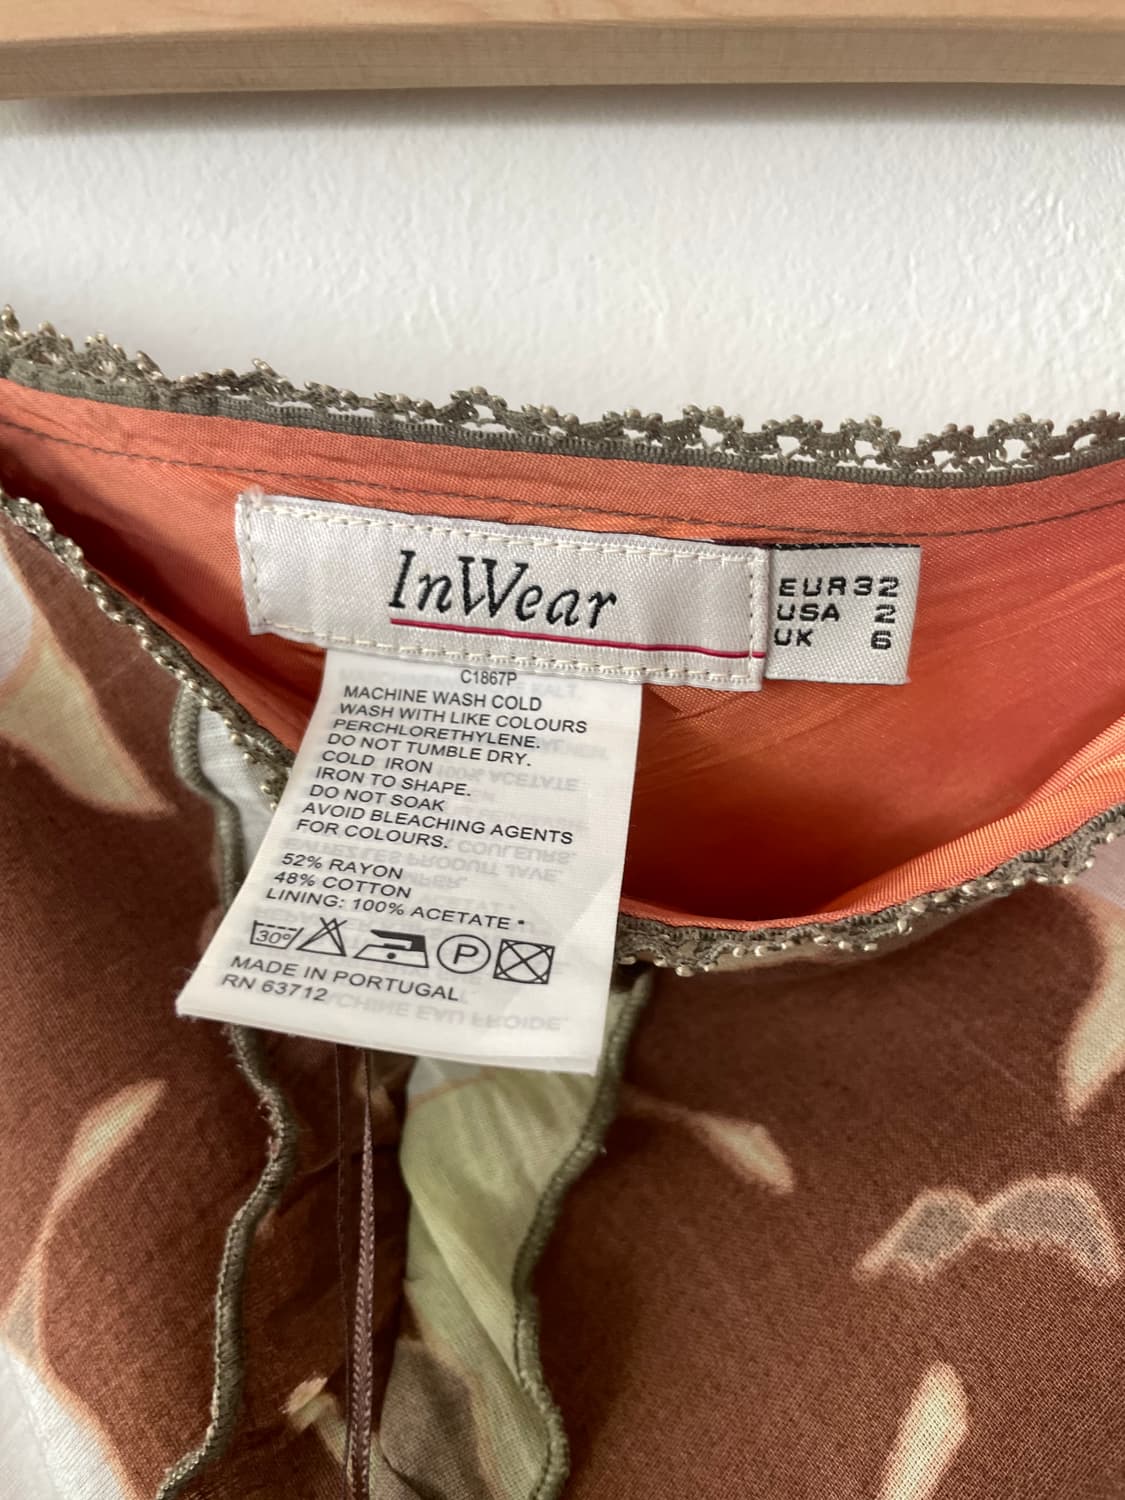 InWear
EUR 32
USA 2
UK 6
C1867P
MACHINE WASH COLD
WASH WITH LIKE COLOURS
PERCHLORETHYLENE.
DO NOT TUMBLE DRY.
COLD IRON
IRON TO SHAPE.
DO NOT SOAK
AVOID BLEACHING AGENTS
FOR COLOURS.
52% RAYON
48% COTTON
LINING: 100% ACETATE *
30° P
MADE IN PORTUGAL
RN 63712